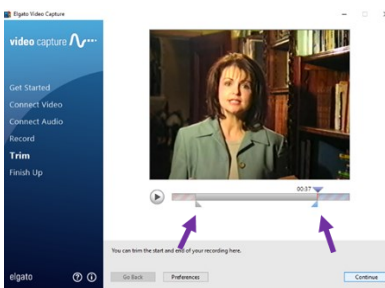 Elgato Video Capture
video capture
Get Started
Connect Video
Connect Audio
Record
Trim
Finish Up
00:37
You can trim the start and end of your recording here.
elgato ? i
Go Back Preferences Continue